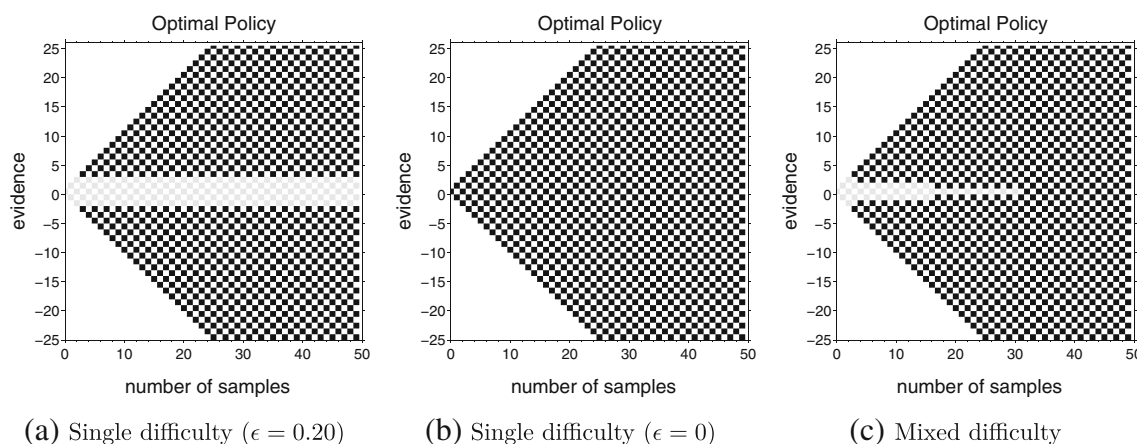 Optimal Policy
25
20
15
10
5
0
−5
−10
−15
−20
−25
evidence
0 10 20 30 40 50
number of samples
(a) Single difficulty (ϵ = 0.20)
Optimal Policy
25
20
15
10
5
0
−5
−10
−15
−20
−25
evidence
0 10 20 30 40 50
number of samples
(b) Single difficulty (ϵ = 0)
Optimal Policy
25
20
15
10
5
0
−5
−10
−15
−20
−25
evidence
0 10 20 30 40 50
number of samples
(c) Mixed difficulty